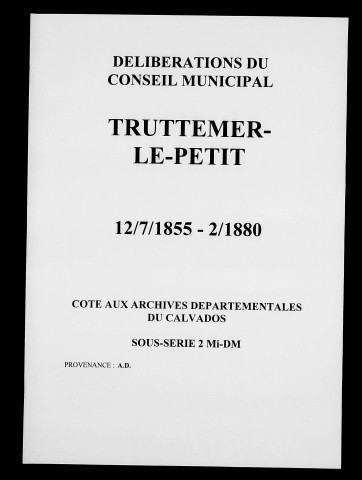 DELIBERATIONS DU
CONSEIL MUNICIPAL
TRUTTEMER-
LE-PETIT
12/7/1855 - 2/1880
COTE AUX ARCHIVES DEPARTEMENTALES
DU CALVADOS
SOUS-SERIE 2 Mi-DM
PROVENANCE : A.D.